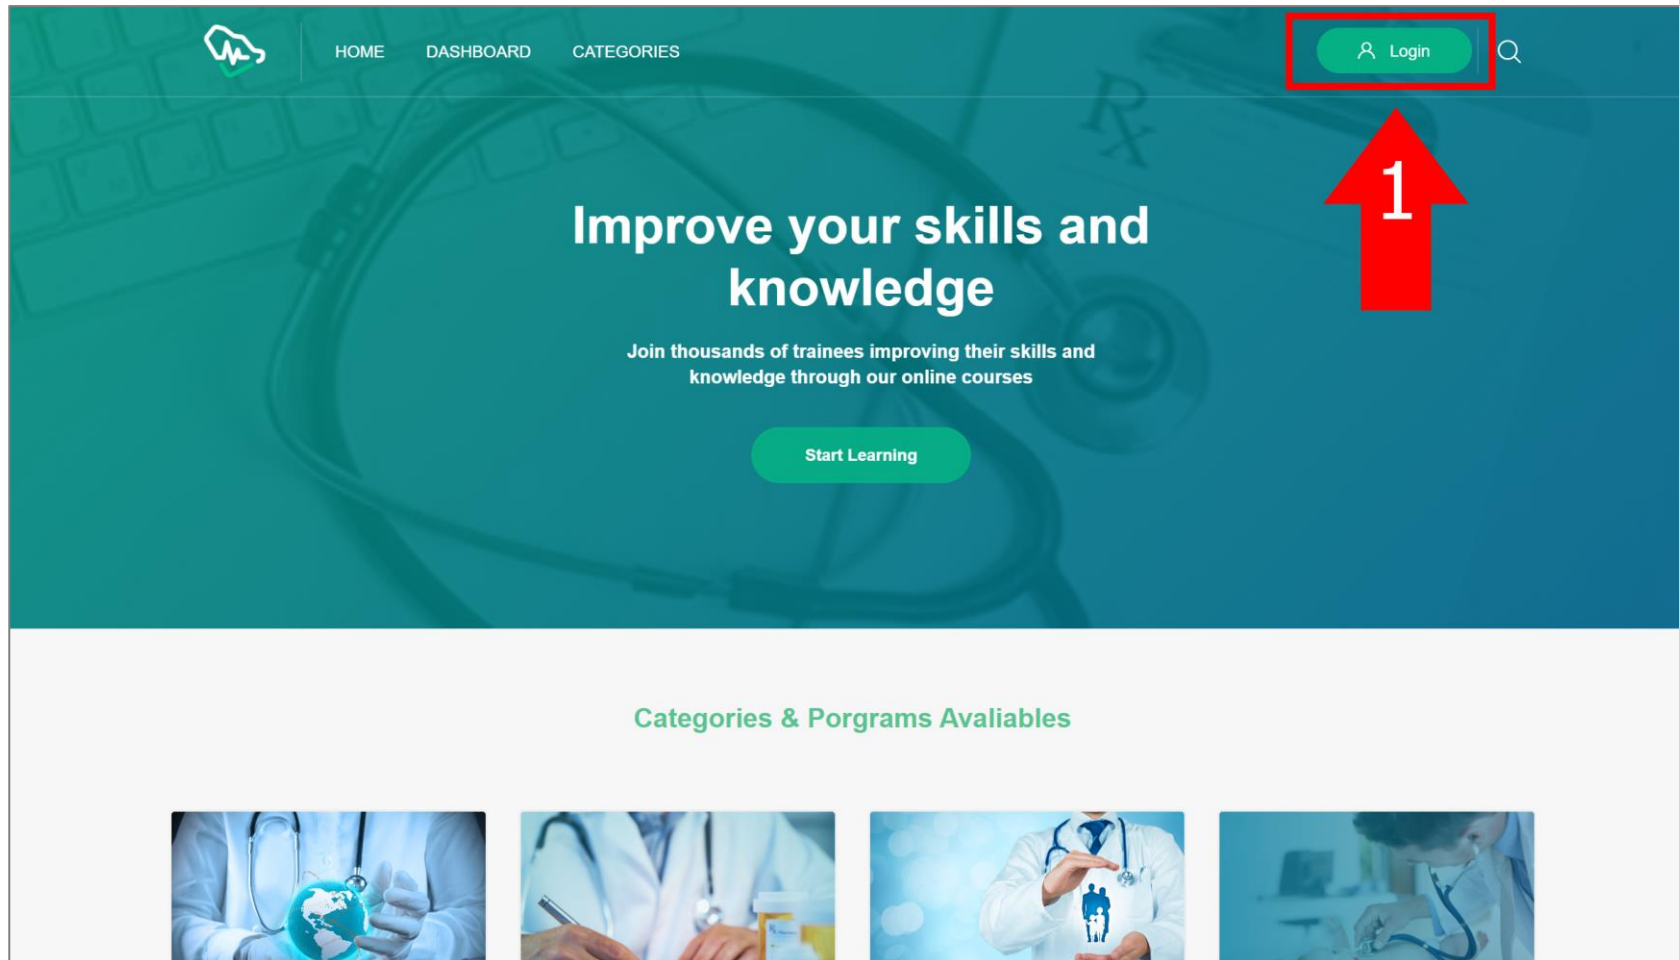 HOME DASHBOARD CATEGORIES Login
1
Improve your skills and
knowledge
Join thousands of trainees improving their skills and
knowledge through our online courses
Start Learning
Categories & Porgrams Avaliables